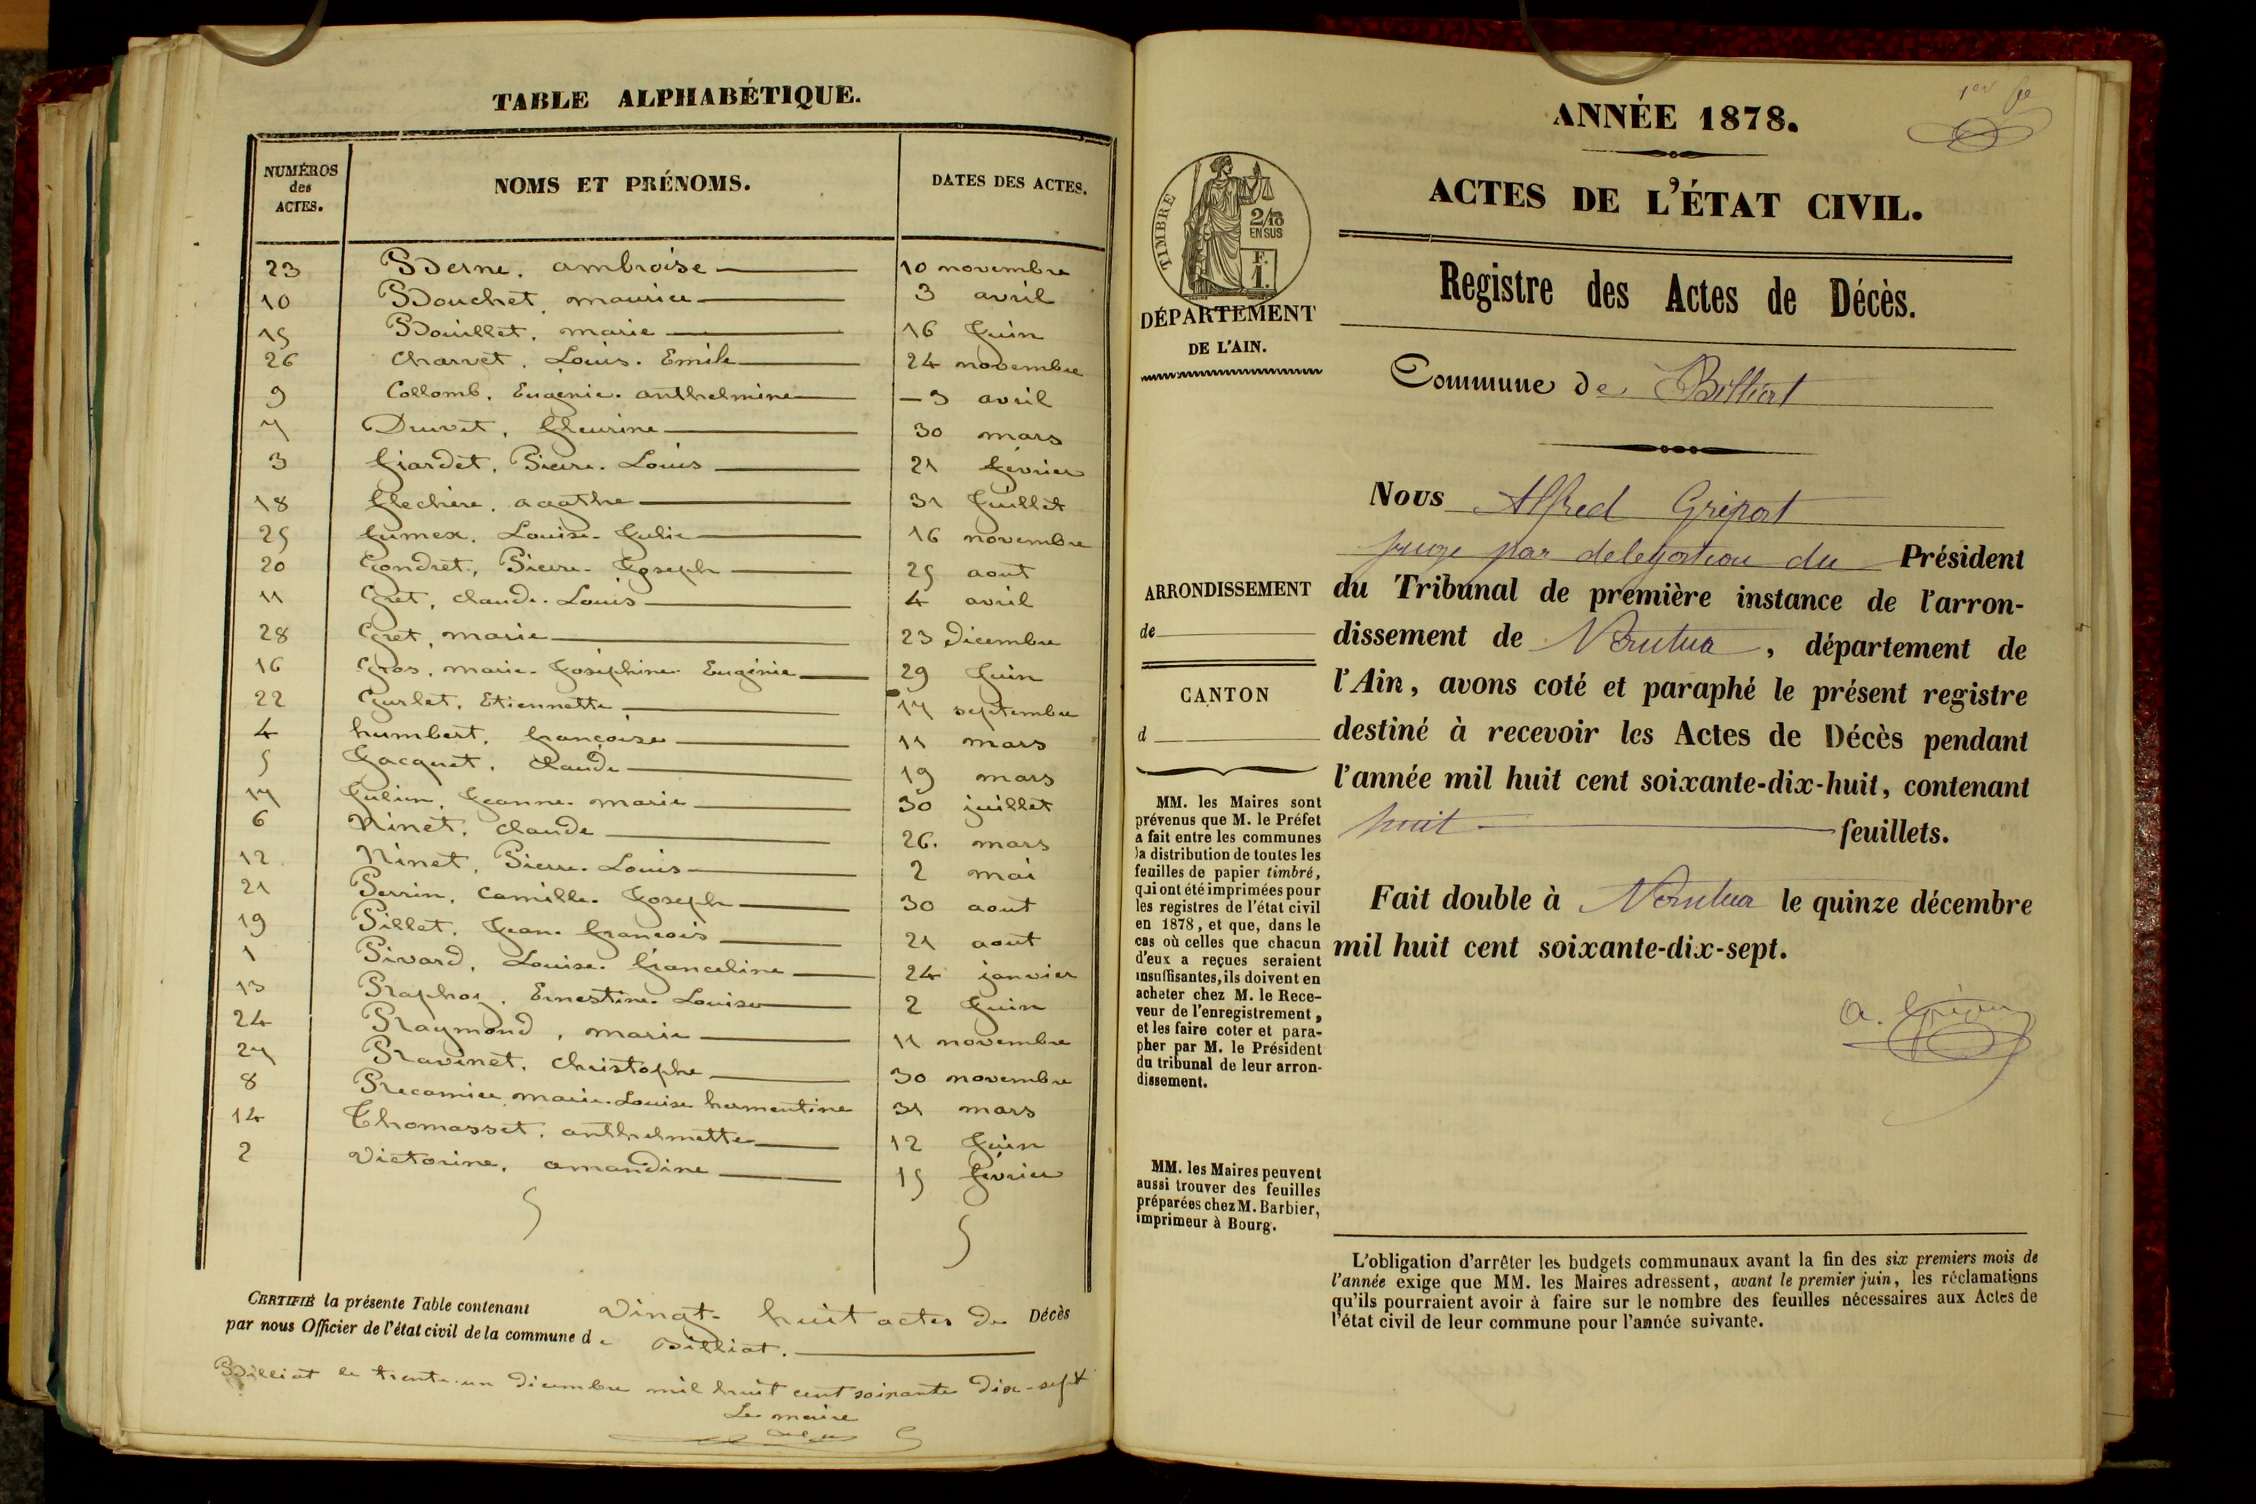 TABLE ALPHABÉTIQUE.
NUMÉROS des ACTES. NOMS ET PRÉNOMS. DATES DES ACTES.
23 Berne. ambroise 10 novembre
10 Bouchet, maurice 3 avril
15 Bouillet, marie 16 Juin
26 Charvet. Louis. Emile 24 novembre
9 Collomb. Eugénie. anthelmine 3 avril
7 Druvet, fleurine 30 mars
3 fiardet, Pierre. Louis 21 février
18 flechère. agathe 31 Juillet
25 fumex. Louise. Julie 16 novembre
20 Gondret, Pierre. Joseph 25 aout
11 Gret, claude. Louis 4 avril
28 Gret, marie 23 Décembre
16 Gros. marie. Joséphine. Eugénie 29 Juin
22 Gurlet, Etiennette 17 septembre
4 humbert. françoise 11 mars
5 Jacquet, claude 19 mars
17 Julien, Jeanne. marie 30 juillet
6 Ninet, claude 26. mars
12 Ninet, Pierre. Louis 2 mai
21 Perrin, camille. Joseph 30 aout
19 Pillet. Jean. françois 21 aout
1 Pivard, Louise. franceline 24 janvier
13 Raphoz, Ernestine. Louise 2 Juin
24 Raymond, marie 11 novembre
27 Ravinet. christophe 30 novembre
8 Recamier marie. Louise hermentine 31 mars
14 Thomasset. anthelmette 12 Juin
2 Victorine, amandine 15 février
CERTIFIÉ la présente Table contenant Vingt-huit actes de Décès
par nous Officier de l'état civil de la commune de Billiat.
Billiat le trente-un Décembre mil huit cent soixante Dix-sept
Le maire
1er fe
ANNÉE 1878.
ACTES DE L'ÉTAT CIVIL.
TIMBRE
2/10
EN SUS
F.
1.
DÉPARTEMENT
DE L'AIN.
Registre des Actes de Décès.
Commune de Billiat
NOUS Alfred
juge par delegation du Président
du Tribunal de première instance de l'arron-
dissement de Nantua, département de
l'Ain, avons coté et paraphé le présent registre
destiné à recevoir les Actes de Décès pendant
l'année mil huit cent soixante-dix-huit, contenant
huit feuillets.
Fait double à Nantua le quinze décembre
mil huit cent soixante-dix-sept.
ARRONDISSEMENT
de
CANTON
d
MM. les Maires sont
prévenus que M. le Préfet
a fait entre les communes
la distribution de toutes les
feuilles de papier timbré,
qui ont été imprimées pour
les registres de l'état civil
en 1878, et que, dans le
cas où celles que chacun
d'eux a reçues seraient
insuffisantes, ils doivent en
acheter chez M. le Rece-
veur de l'enregistrement,
et les faire coter et para-
pher par M. le Président
du tribunal de leur arron-
dissement.
MM. les Maires peuvent
aussi trouver des feuilles
préparées chez M. Barbier,
imprimeur à Bourg.
L'obligation d'arrêter les budgets communaux avant la fin des six premiers mois de
l'année exige que MM. les Maires adressent, avant le premier juin, les réclamations
qu'ils pourraient avoir à faire sur le nombre des feuilles nécessaires aux Actes de
l'état civil de leur commune pour l'année suivante.